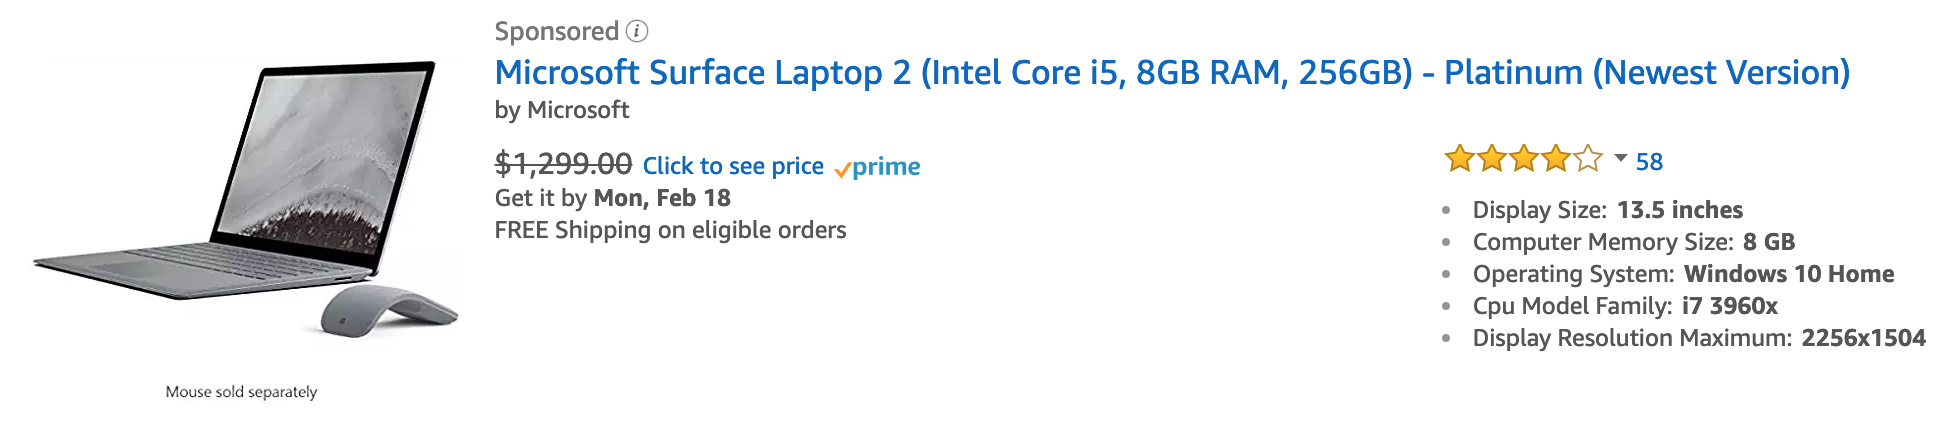 Sponsored
Microsoft Surface Laptop 2 (Intel Core i5, 8GB RAM, 256GB) - Platinum (Newest Version)
by Microsoft
$1,299.00 Click to see price prime
Get it by Mon, Feb 18
FREE Shipping on eligible orders
58
Display Size: 13.5 inches
Computer Memory Size: 8 GB
Operating System: Windows 10 Home
Cpu Model Family: i7 3960x
Display Resolution Maximum: 2256x1504
Mouse sold separately